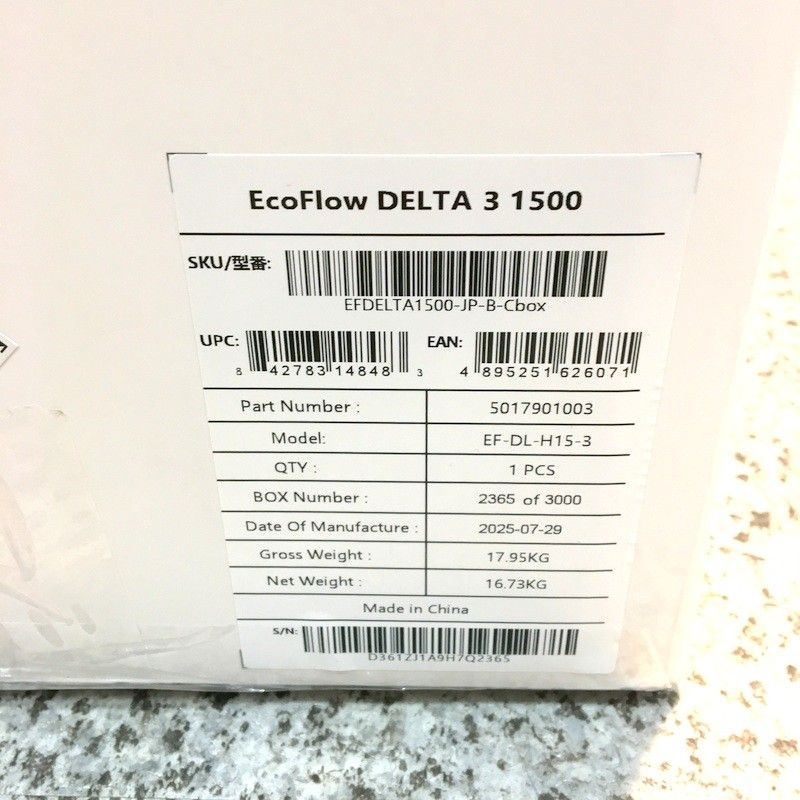 EcoFlow DELTA 3 1500
SKU/型番:
EFDELTA1500-JP-B-Cbox
UPC: 8 42783 14848 3
EAN: 4 895251 626071
Part Number : 5017901003
Model: EF-DL-H15-3
QTY : 1 PCS
BOX Number : 2365 of 3000
Date Of Manufacture : 2025-07-29
Gross Weight : 17.95KG
Net Weight : 16.73KG
Made in China
S/N:
D361ZJ1A9H7Q2365